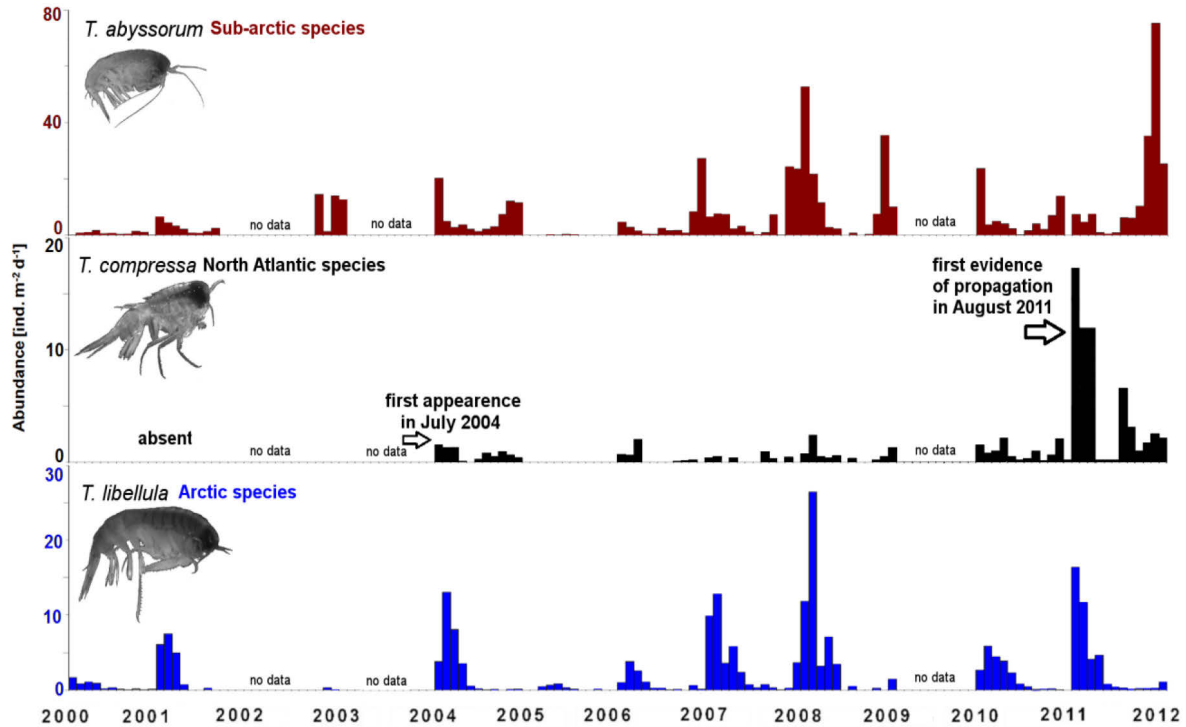 80
T. abyssorum Sub-arctic species
40
no data
no data
no data
0
20
T. compressa North Atlantic species
first evidence
of propagation
in August 2011
Abundance [ind. m⁻² d⁻¹]
10
first appearence
in July 2004
absent
no data
no data
no data
0
30
T. libellula Arctic species
20
10
no data
no data
no data
0
2000 2001 2002 2003 2004 2005 2006 2007 2008 2009 2010 2011 2012